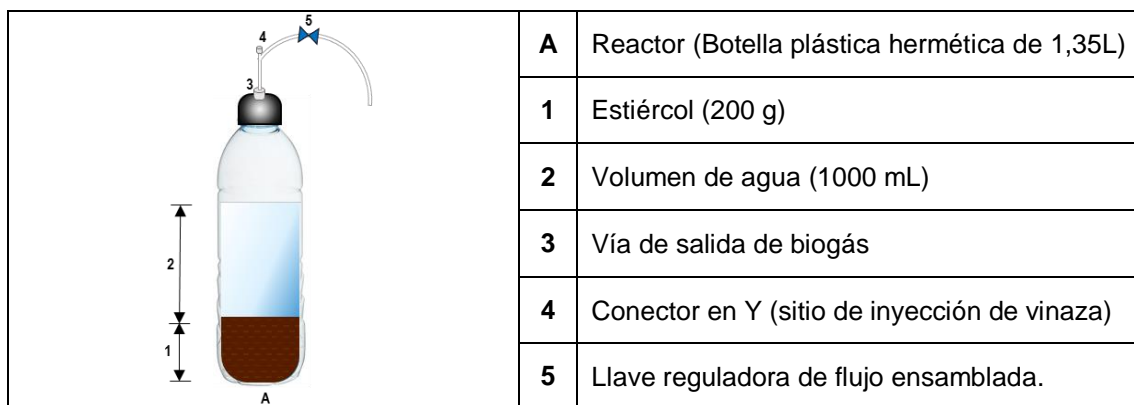 4
5
3
2
1
A
A Reactor (Botella plástica hermética de 1,35L)
1 Estiércol (200 g)
2 Volumen de agua (1000 mL)
3 Vía de salida de biogás
4 Conector en Y (sitio de inyección de vinaza)
5 Llave reguladora de flujo ensamblada.